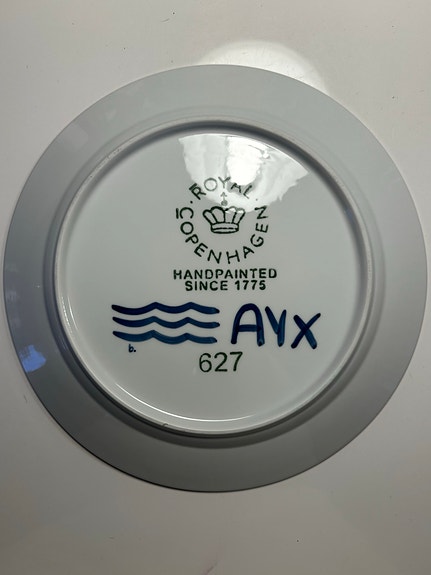 ROYAL
COPENHAGEN
HANDPAINTED
SINCE 1775
AYX
b.
627